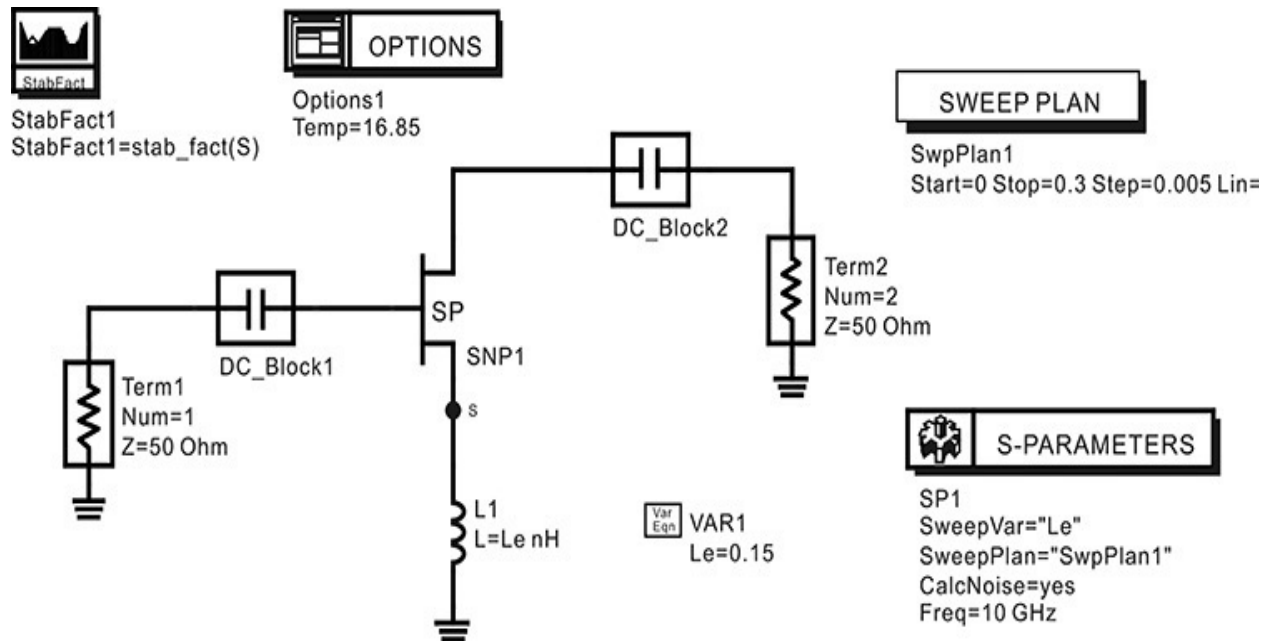 StabFact
StabFact1
StabFact1=stab_fact(S)
OPTIONS
Options1
Temp=16.85
SWEEP PLAN
SwpPlan1
Start=0 Stop=0.3 Step=0.005 Lin=
DC_Block2
Term2
Num=2
Z=50 Ohm
SP
SNP1
DC_Block1
Term1
Num=1
Z=50 Ohm
S
L1
L=Le nH
Var
Eqn
VAR1
Le=0.15
S-PARAMETERS
SP1
SweepVar="Le"
SweepPlan="SwpPlan1"
CalcNoise=yes
Freq=10 GHz